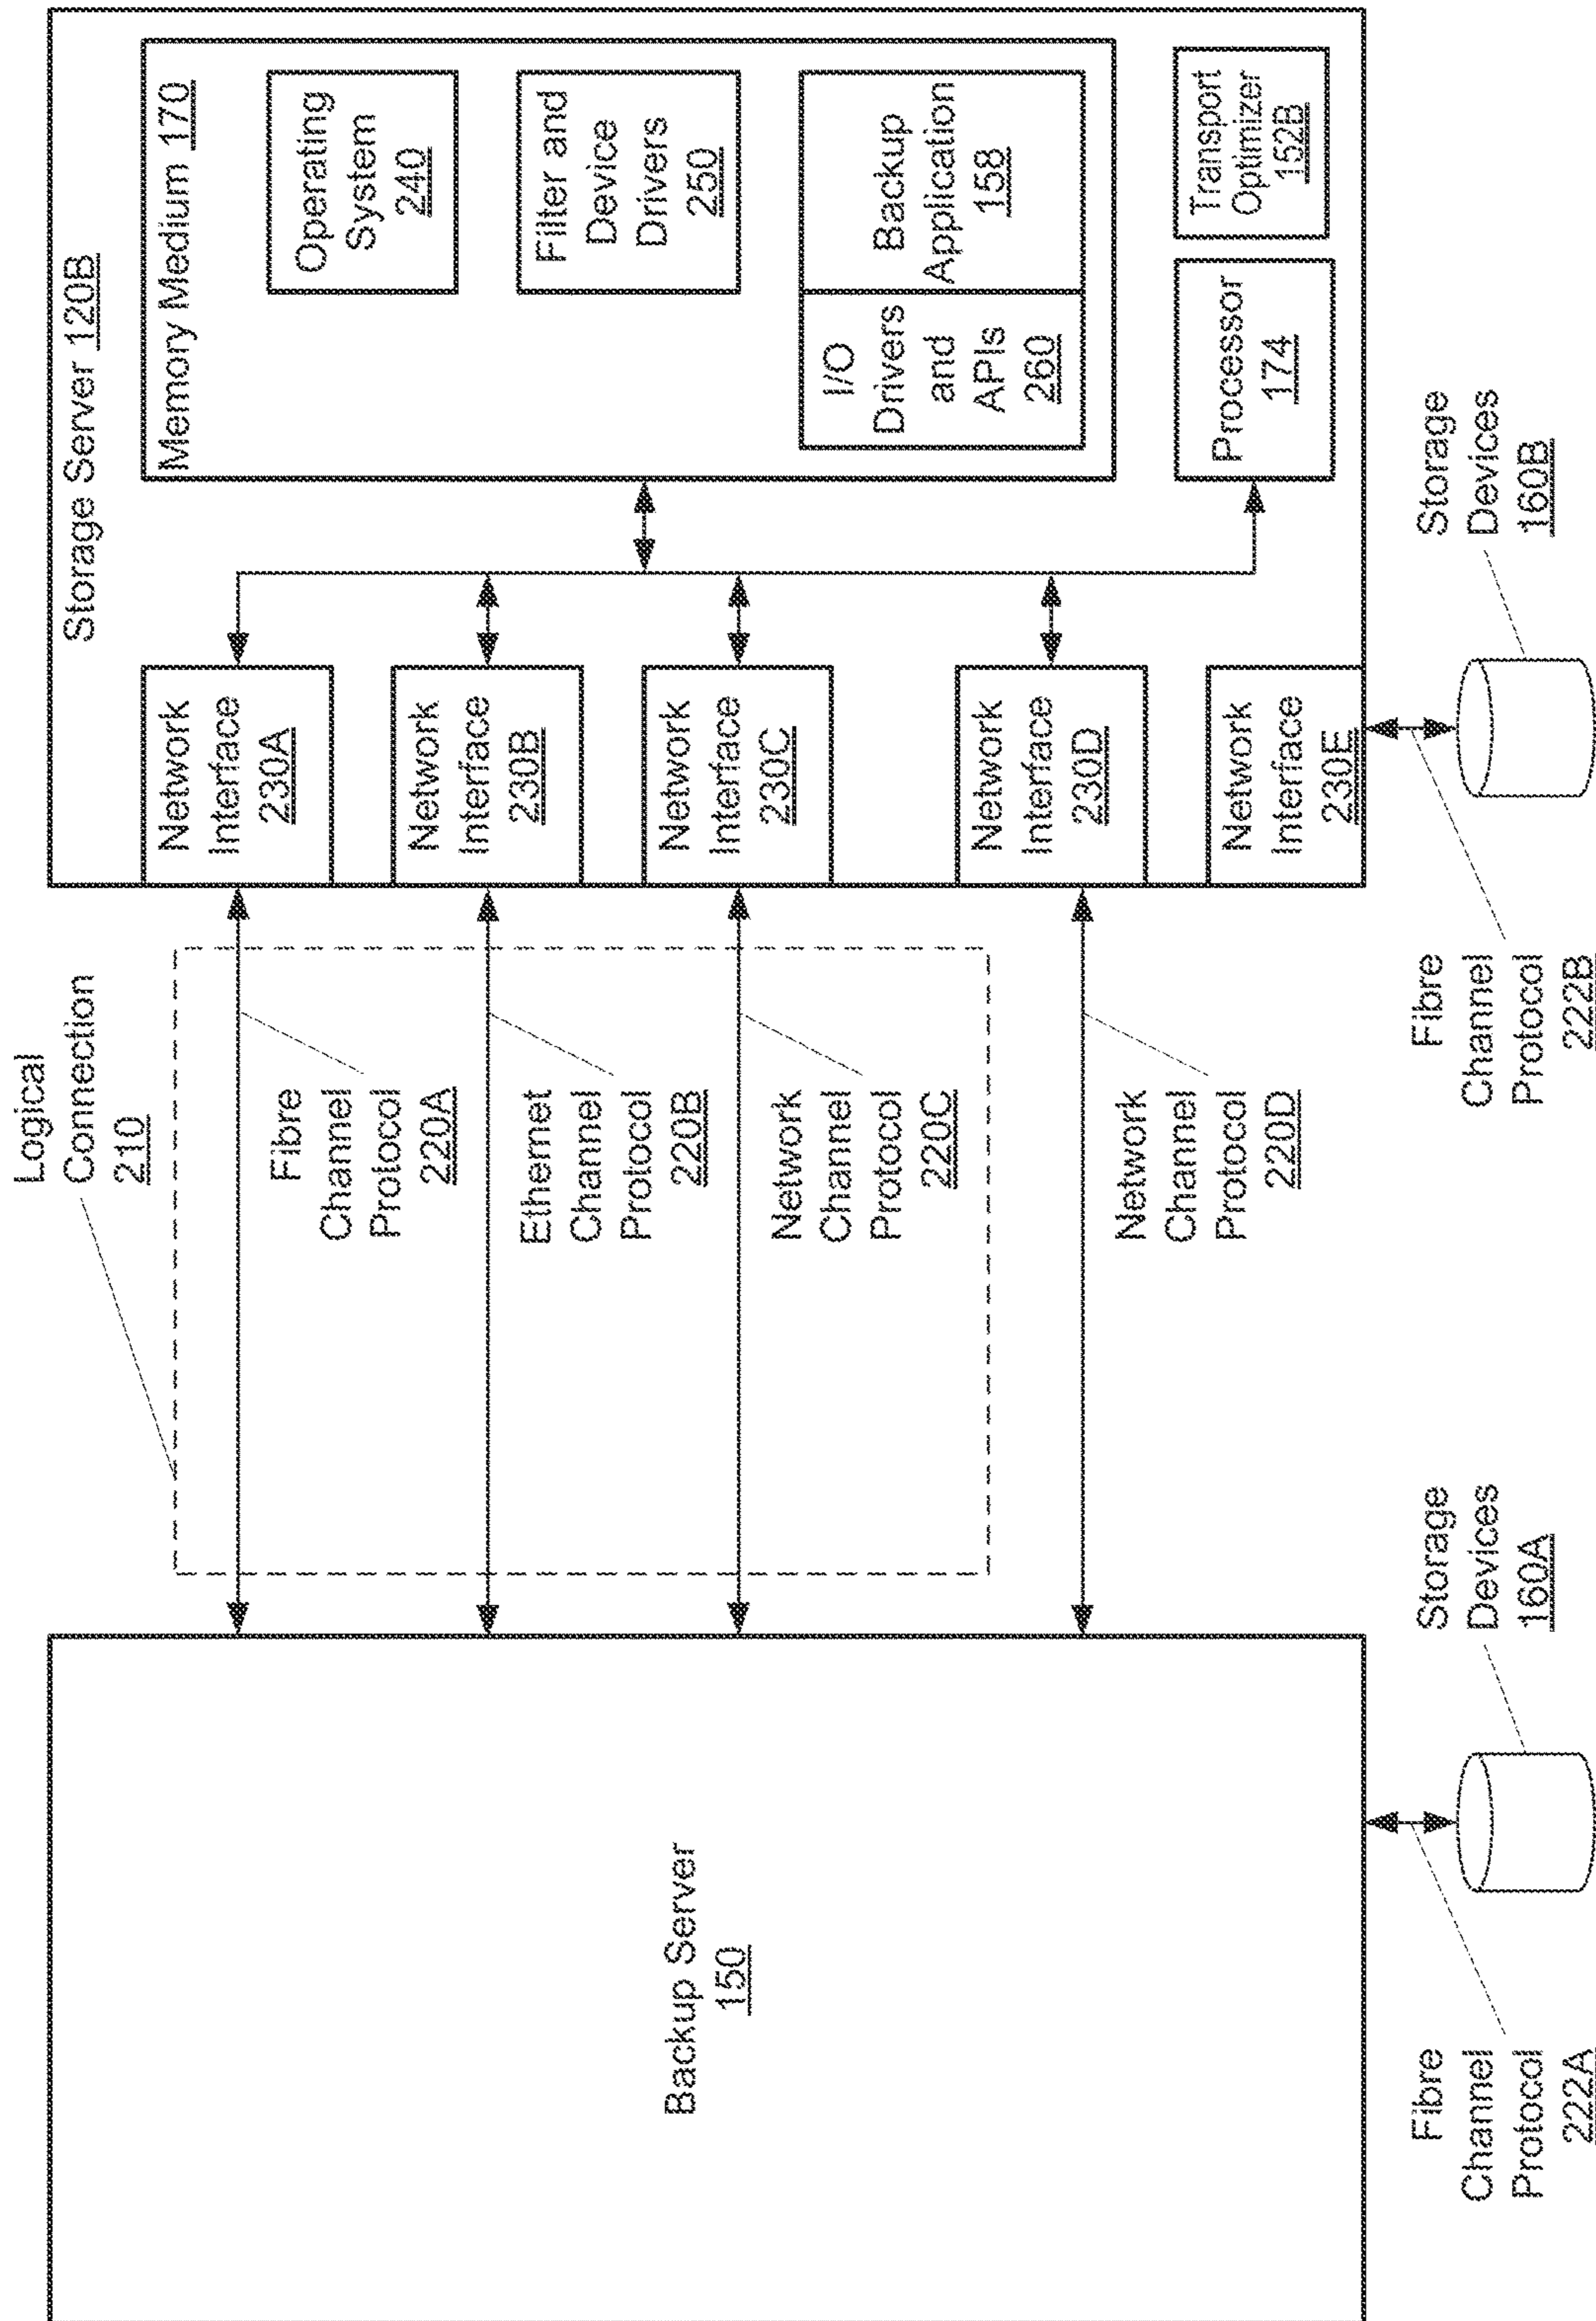 Storage Server 120B
Memory Medium 170
Operating
System
240
Filter and
Device
Drivers
250
I/O
Drivers
and
APIs
260
Backup
Application
158
Processor
174
Transport
Optimizer
152B
Network
Interface
230A
Network
Interface
230B
Network
Interface
230C
Network
Interface
230D
Network
Interface
230E
Logical
Connection
210
Fibre
Channel
Protocol
220A
Ethernet
Channel
Protocol
220B
Network
Channel
Protocol
220C
Network
Channel
Protocol
220D
Backup Server
150
Fibre
Channel
Protocol
222A
Storage
Devices
160A
Fibre
Channel
Protocol
222B
Storage
Devices
160B